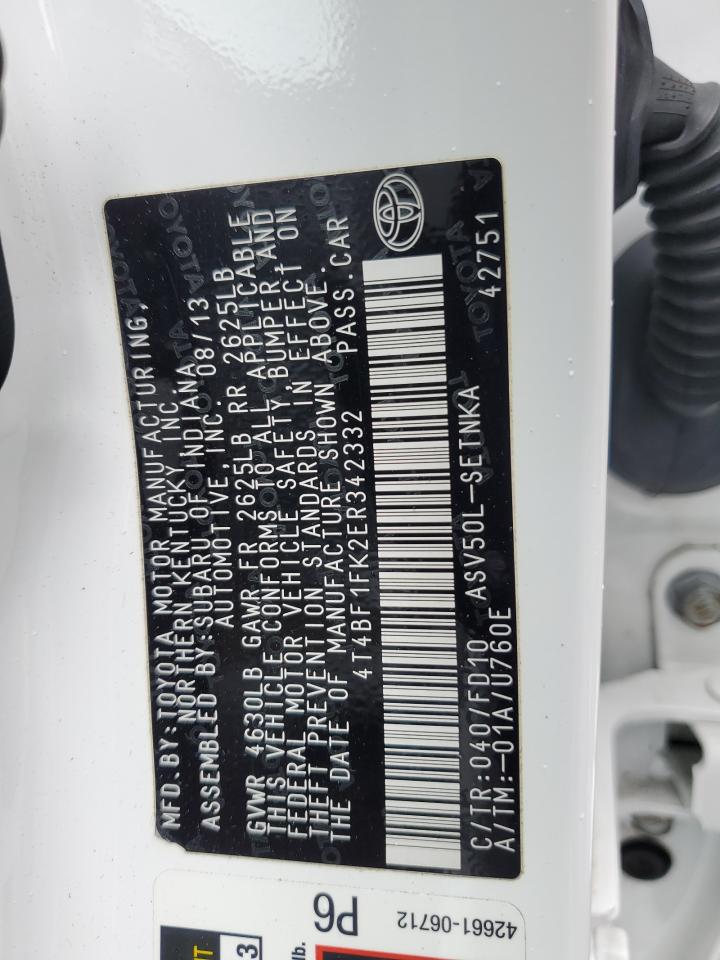 MFD.BY:TOYOTA MOTOR MANUFACTURING,
NORTHERN KENTUCKY INC.
ASSEMBLED BY:SUBARU OF INDIANA
AUTOMOTIVE,INC. 08/13
GVWR 4630LB GAWR FR 2625LB RR 2625LB
THIS VEHICLE CONFORMS TO ALL APPLICABLE
FEDERAL MOTOR VEHICLE SAFETY,BUMPER,AND
THEFT PREVENTION STANDARDS IN EFFECT ON
THE DATE OF MANUFACTURE SHOWN ABOVE.
4T4BF1FK2ER342332 PASS.CAR
C/TR:040/FD10 ASV50L-SETNKA
A/TM:-01A/U760E 42751
P6
42661-06712
3
lb.